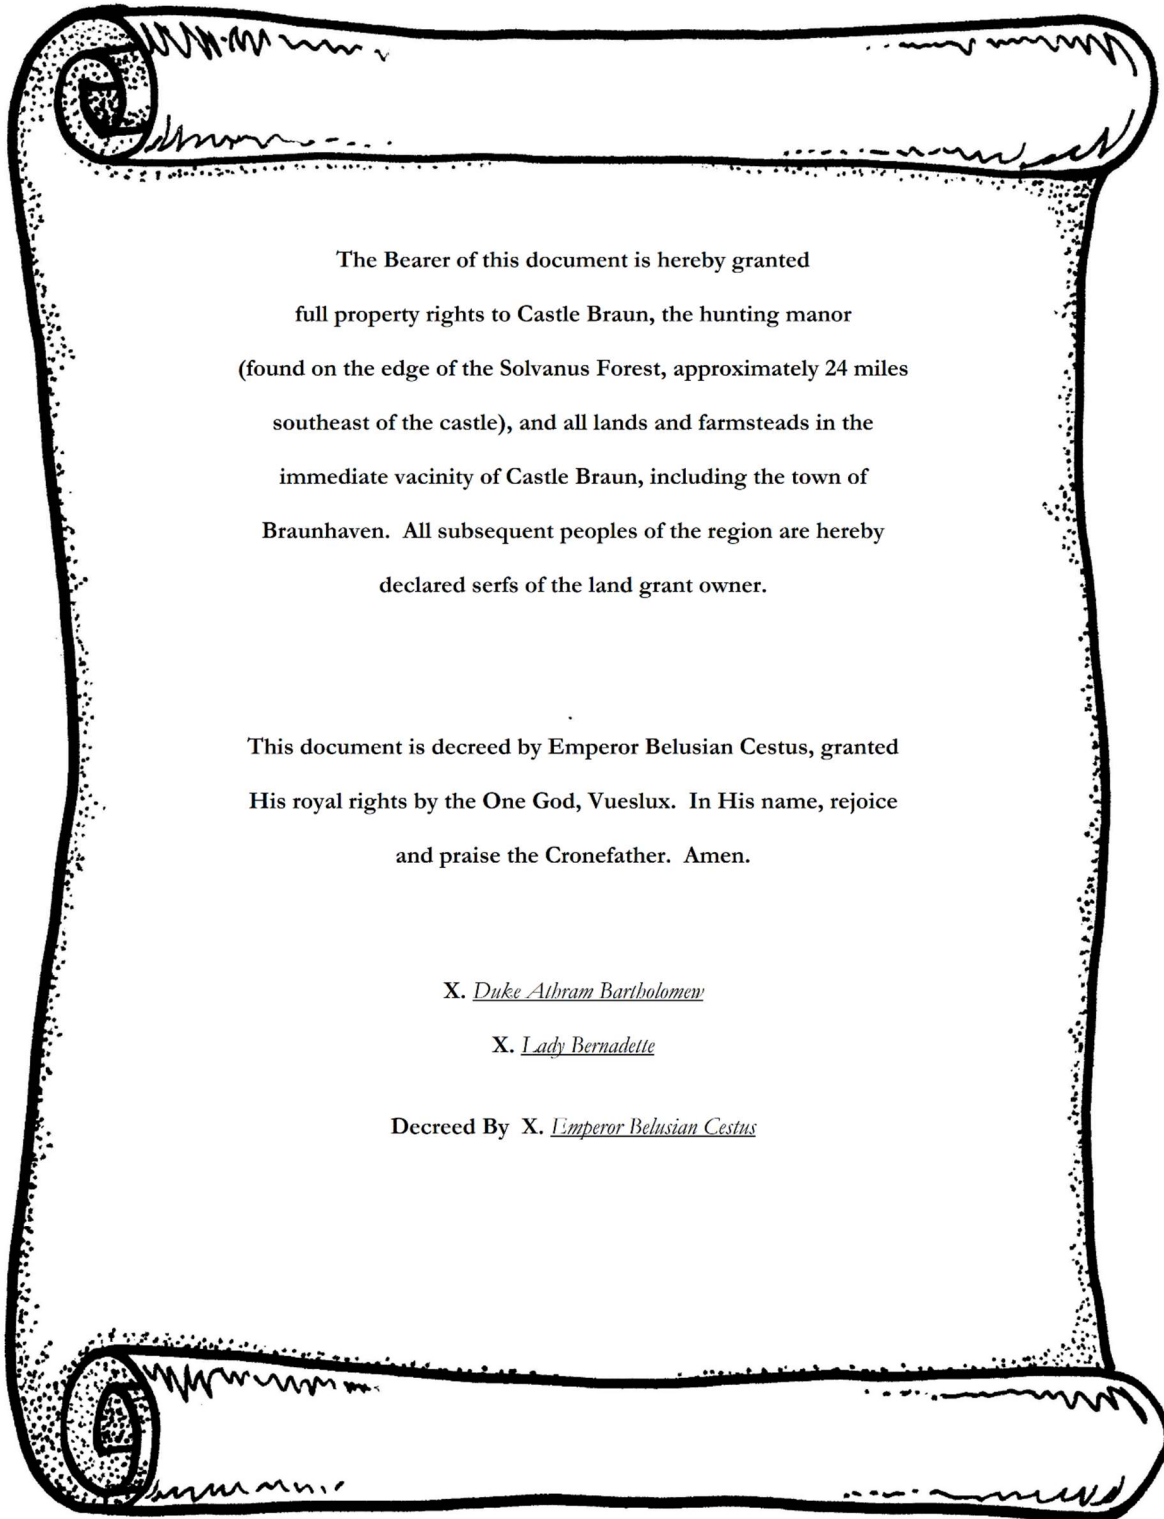 The Bearer of this document is hereby granted
full property rights to Castle Braun, the hunting manor
(found on the edge of the Solvanus Forest, approximately 24 miles
southeast of the castle), and all lands and farmsteads in the
immediate vacinity of Castle Braun, including the town of
Braunhaven.  All subsequent peoples of the region are hereby
declared serfs of the land grant owner.
This document is decreed by Emperor Belusian Cestus, granted
His royal rights by the One God, Vueslux.  In His name, rejoice
and praise the Cronefather.  Amen.
X. Duke Athram Bartholomew
X. Lady Bernadette
Decreed By  X. Emperor Belusian Cestus